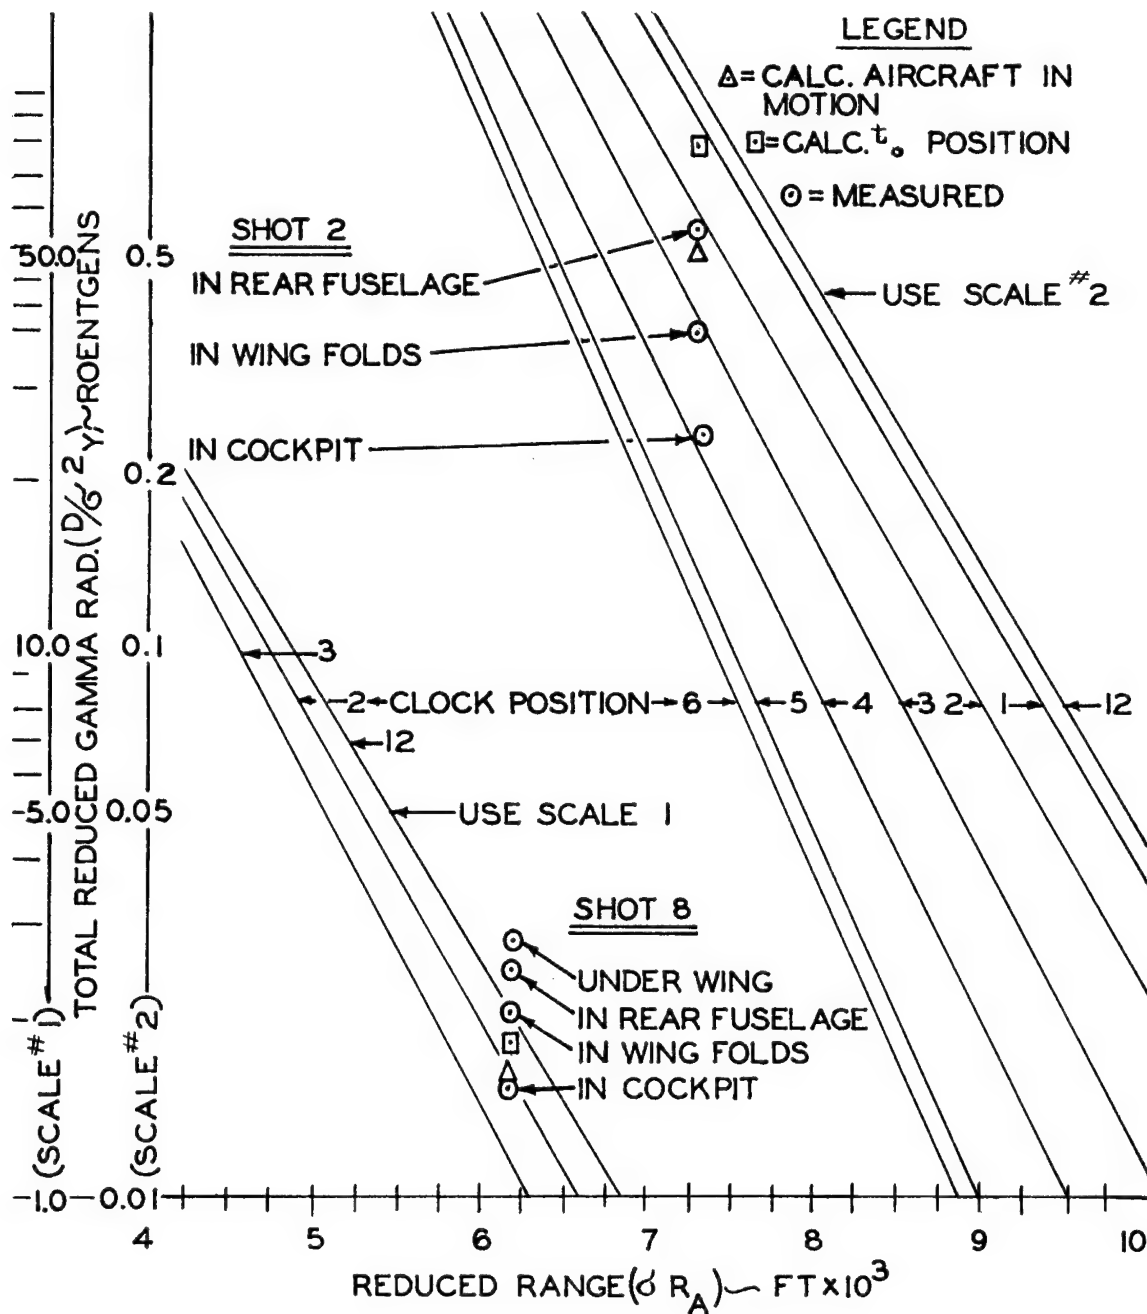 LEGEND
△= CALC. AIRCRAFT IN
MOTION
⊡=CALC. t₀ POSITION
⊙= MEASURED
SHOT 2
IN REAR FUSELAGE
IN WING FOLDS
IN COCKPIT
USE SCALE #2
50.0
0.5
0.2
10.0
0.1
5.0
0.05
1.0
0.01
TOTAL REDUCED GAMMA RAD.(D/σ² γ)~ROENTGENS
(SCALE #1)
(SCALE #2)
3
2 CLOCK POSITION 6 5 4 3 2 1 12
12
USE SCALE 1
SHOT 8
UNDER WING
IN REAR FUSELAGE
IN WING FOLDS
IN COCKPIT
4 5 6 7 8 9 10
REDUCED RANGE(σ R_A)~ FT X 10³